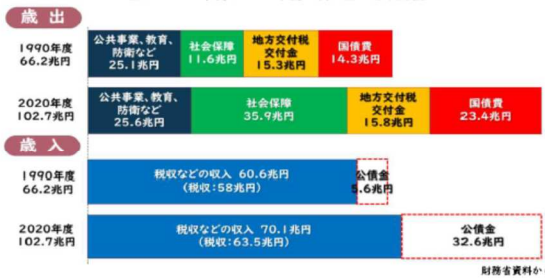 歳出
1990年度
66.2兆円
公共事業、教育、
防衛など
25.1兆円
社会保障
11.6兆円
地方交付税
交付金
15.3兆円
国債費
14.3兆円
2020年度
102.7兆円
公共事業、教育、
防衛など
25.6兆円
社会保障
35.9兆円
地方交付税
交付金
15.8兆円
国債費
23.4兆円
歳入
1990年度
66.2兆円
税収などの収入 60.6兆円
(税収:58兆円)
公債金
5.6兆円
2020年度
102.7兆円
税収などの収入 70.1兆円
(税収:63.5兆円)
公債金
32.6兆円
財務省資料か